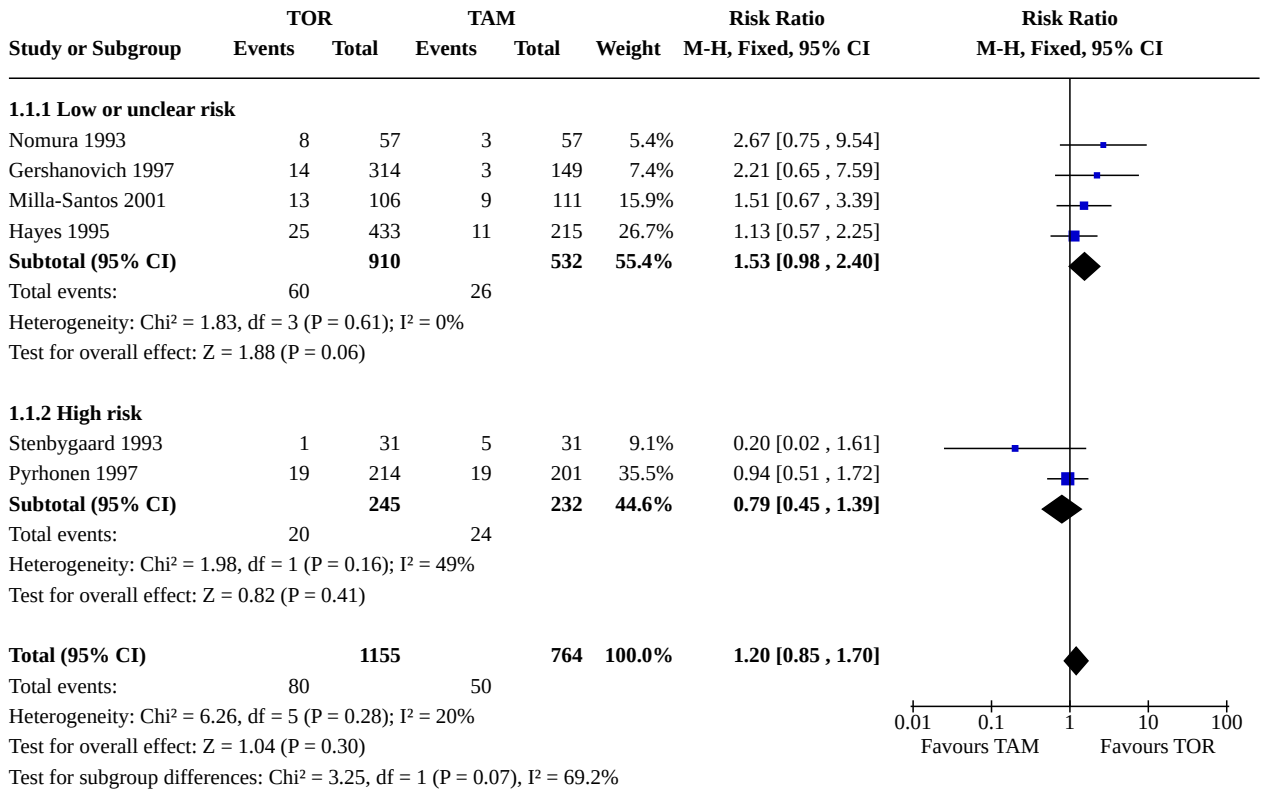 TOR TAM Risk Ratio Risk Ratio
Study or Subgroup Events Total Events Total Weight M-H, Fixed, 95% CI M-H, Fixed, 95% CI
1.1.1 Low or unclear risk
Nomura 1993 8 57 3 57 5.4% 2.67 [0.75 , 9.54]
Gershanovich 1997 14 314 3 149 7.4% 2.21 [0.65 , 7.59]
Milla-Santos 2001 13 106 9 111 15.9% 1.51 [0.67 , 3.39]
Hayes 1995 25 433 11 215 26.7% 1.13 [0.57 , 2.25]
Subtotal (95% CI) 910 532 55.4% 1.53 [0.98 , 2.40]
Total events: 60 26
Heterogeneity: Chi² = 1.83, df = 3 (P = 0.61); I² = 0%
Test for overall effect: Z = 1.88 (P = 0.06)
1.1.2 High risk
Stenbygaard 1993 1 31 5 31 9.1% 0.20 [0.02 , 1.61]
Pyrhonen 1997 19 214 19 201 35.5% 0.94 [0.51 , 1.72]
Subtotal (95% CI) 245 232 44.6% 0.79 [0.45 , 1.39]
Total events: 20 24
Heterogeneity: Chi² = 1.98, df = 1 (P = 0.16); I² = 49%
Test for overall effect: Z = 0.82 (P = 0.41)
Total (95% CI) 1155 764 100.0% 1.20 [0.85 , 1.70]
Total events: 80 50
Heterogeneity: Chi² = 6.26, df = 5 (P = 0.28); I² = 20%
0.01 0.1 1 10 100
Test for overall effect: Z = 1.04 (P = 0.30)
Favours TAM Favours TOR
Test for subgroup differences: Chi² = 3.25, df = 1 (P = 0.07), I² = 69.2%